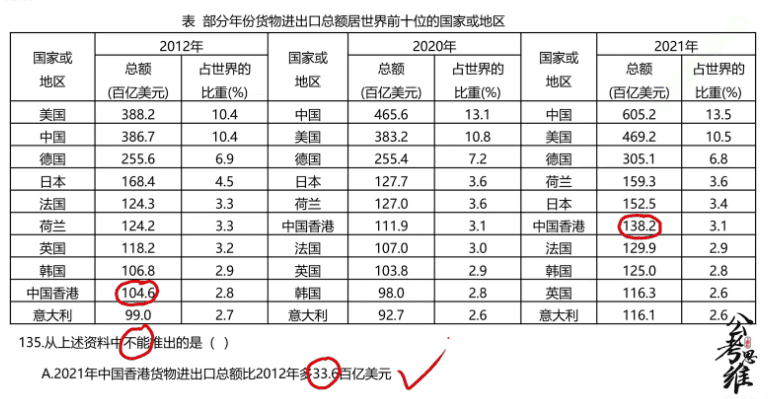 表 部分年份货物进出口总额居世界前十位的国家或地区
国家或地区 2012年 国家或地区 2020年 国家或地区 2021年
总额(百亿美元) 占世界的比重(%) 总额(百亿美元) 占世界的比重(%) 总额(百亿美元) 占世界的比重(%)
美国 388.2 10.4 中国 465.6 13.1 中国 605.2 13.5
中国 386.7 10.4 美国 383.2 10.8 美国 469.2 10.5
德国 255.6 6.9 德国 255.4 7.2 德国 305.1 6.8
日本 168.4 4.5 日本 127.7 3.6 荷兰 159.3 3.6
法国 124.3 3.3 荷兰 127.0 3.6 日本 152.5 3.4
荷兰 124.2 3.3 中国香港 111.9 3.1 中国香港 138.2 3.1
英国 118.2 3.2 法国 107.0 3.0 法国 129.9 2.9
韩国 106.8 2.9 英国 103.8 2.9 韩国 125.0 2.8
中国香港 104.6 2.8 韩国 98.0 2.8 英国 116.3 2.6
意大利 99.0 2.7 意大利 92.7 2.6 意大利 116.1 2.6
135.从上述资料中不能推出的是（ ）
A.2021年中国香港货物进出口总额比2012年多33.6百亿美元
公考思维